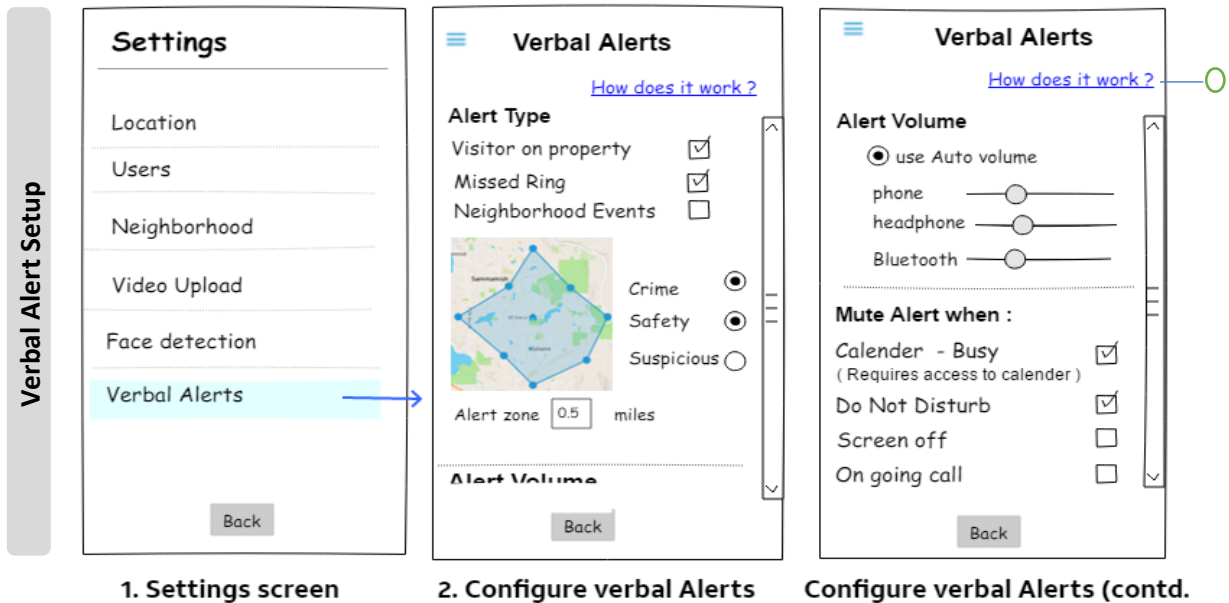 Verbal Alert Setup
Settings
Location
Users
Neighborhood
Video Upload
Face detection
Verbal Alerts
Back
1. Settings screen
Verbal Alerts
How does it work ?
Alert Type
Visitor on property
Missed Ring
Neighborhood Events
Sammamish
Crime
Safety
Suspicious
Alert zone 0.5 miles
Alert Volume
Back
2. Configure verbal Alerts
Verbal Alerts
How does it work ?
Alert Volume
use Auto volume
phone
headphone
Bluetooth
Mute Alert when :
Calender - Busy
( Requires access to calender )
Do Not Disturb
Screen off
On going call
Back
Configure verbal Alerts (contd.